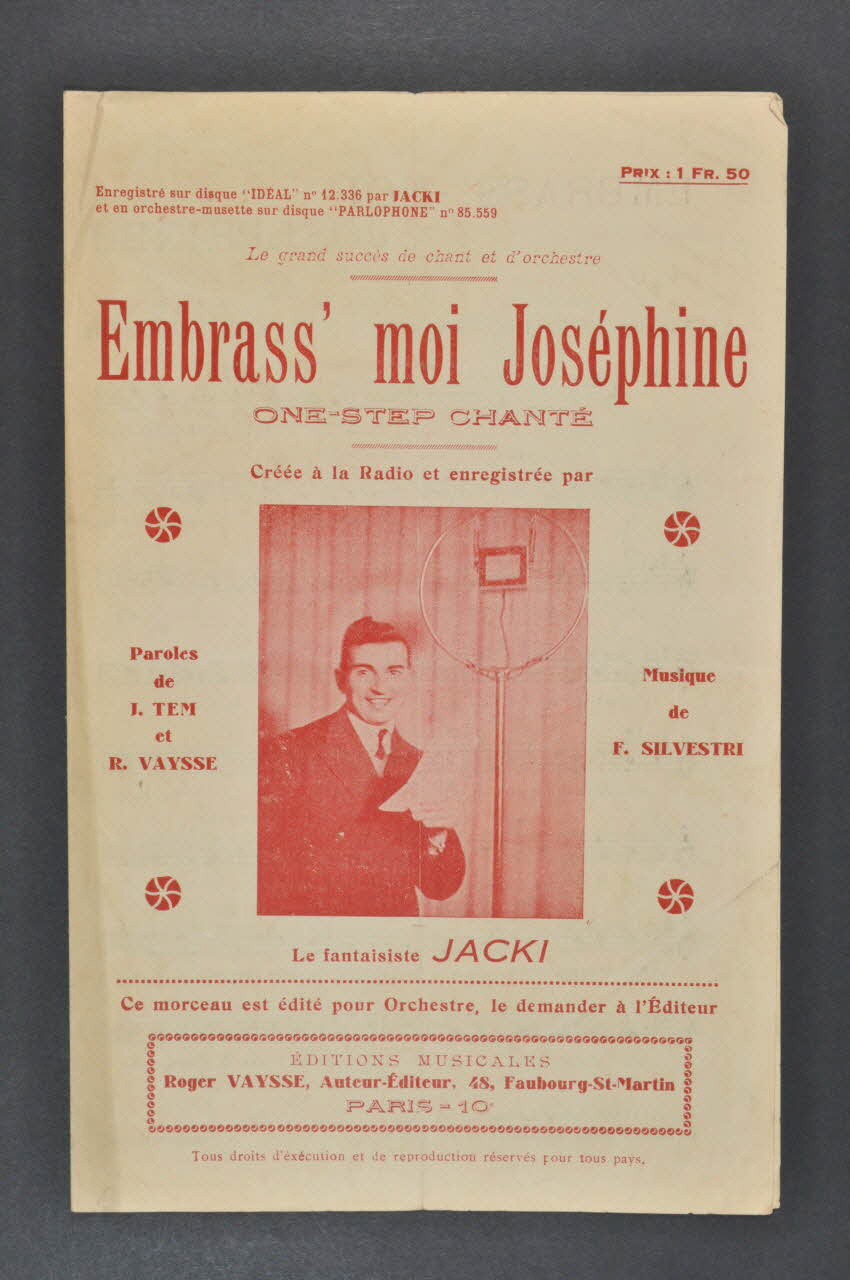 PRIX : 1 FR. 50
Enregistré sur disque "IDÉAL" nº 12.336 par JACKI
et en orchestre-musette sur disque "PARLOPHONE" nº 85.559
Le grand succès de chant et d'orchestre
Embrass' moi Joséphine
ONE-STEP CHANTÉ
Créée à la Radio et enregistrée par
Paroles
de
J. TEM
et
R. VAYSSE
Musique
de
F. SILVESTRI
Le fantaisiste JACKI
Ce morceau est édité pour Orchestre, le demander à l'Éditeur
ÉDITIONS MUSICALES
Roger VAYSSE, Auteur-Éditeur, 48, Faubourg-St-Martin
PARIS - 10e
Tous droits d'éxécution et de reproduction réservés pour tous pays.